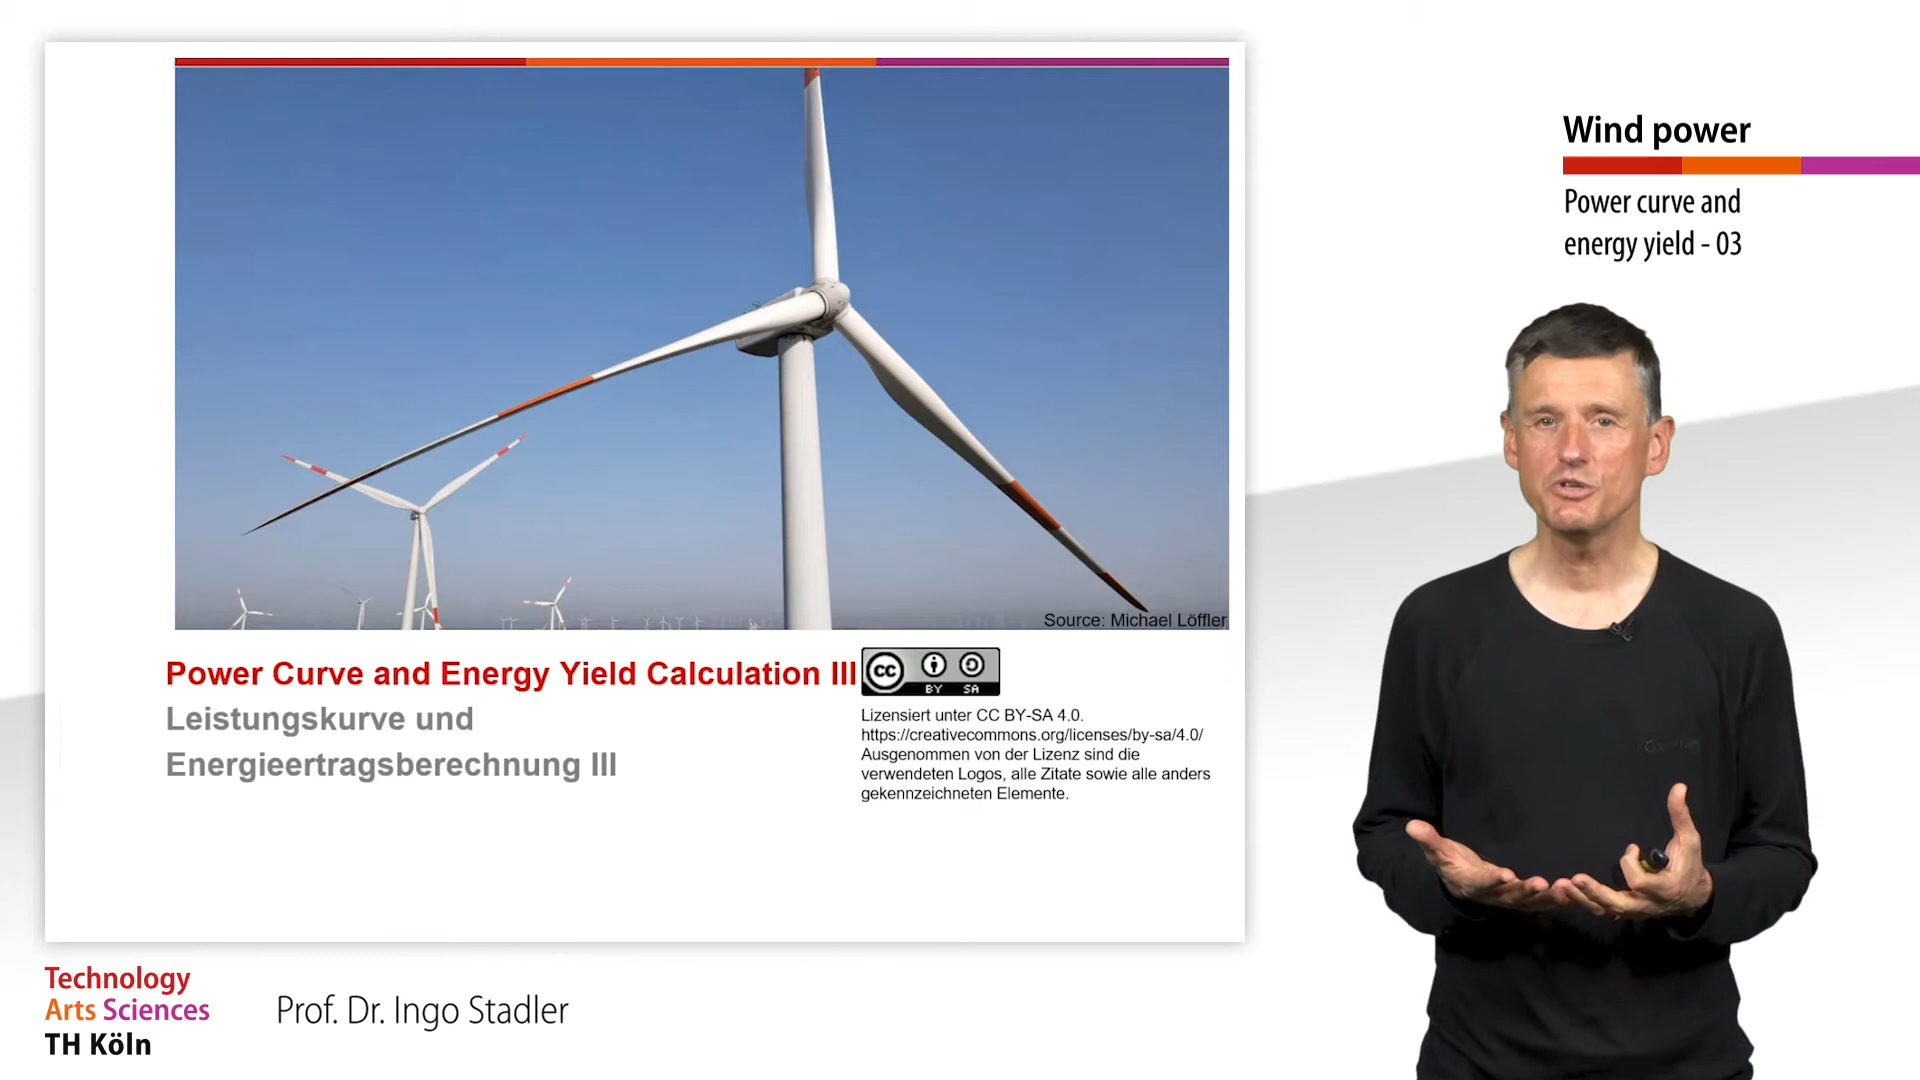 Wind power
Power curve and
energy yield - 03
Source: Michael Löffler
Power Curve and Energy Yield Calculation III
Leistungskurve und
Energieertragsberechnung III
cc
BY SA
Lizensiert unter CC BY-SA 4.0.
https://creativecommons.org/licenses/by-sa/4.0/
Ausgenommen von der Lizenz sind die
verwendeten Logos, alle Zitate sowie alle anders
gekennzeichneten Elemente.
Technology
Arts Sciences
TH Köln
Prof. Dr. Ingo Stadler